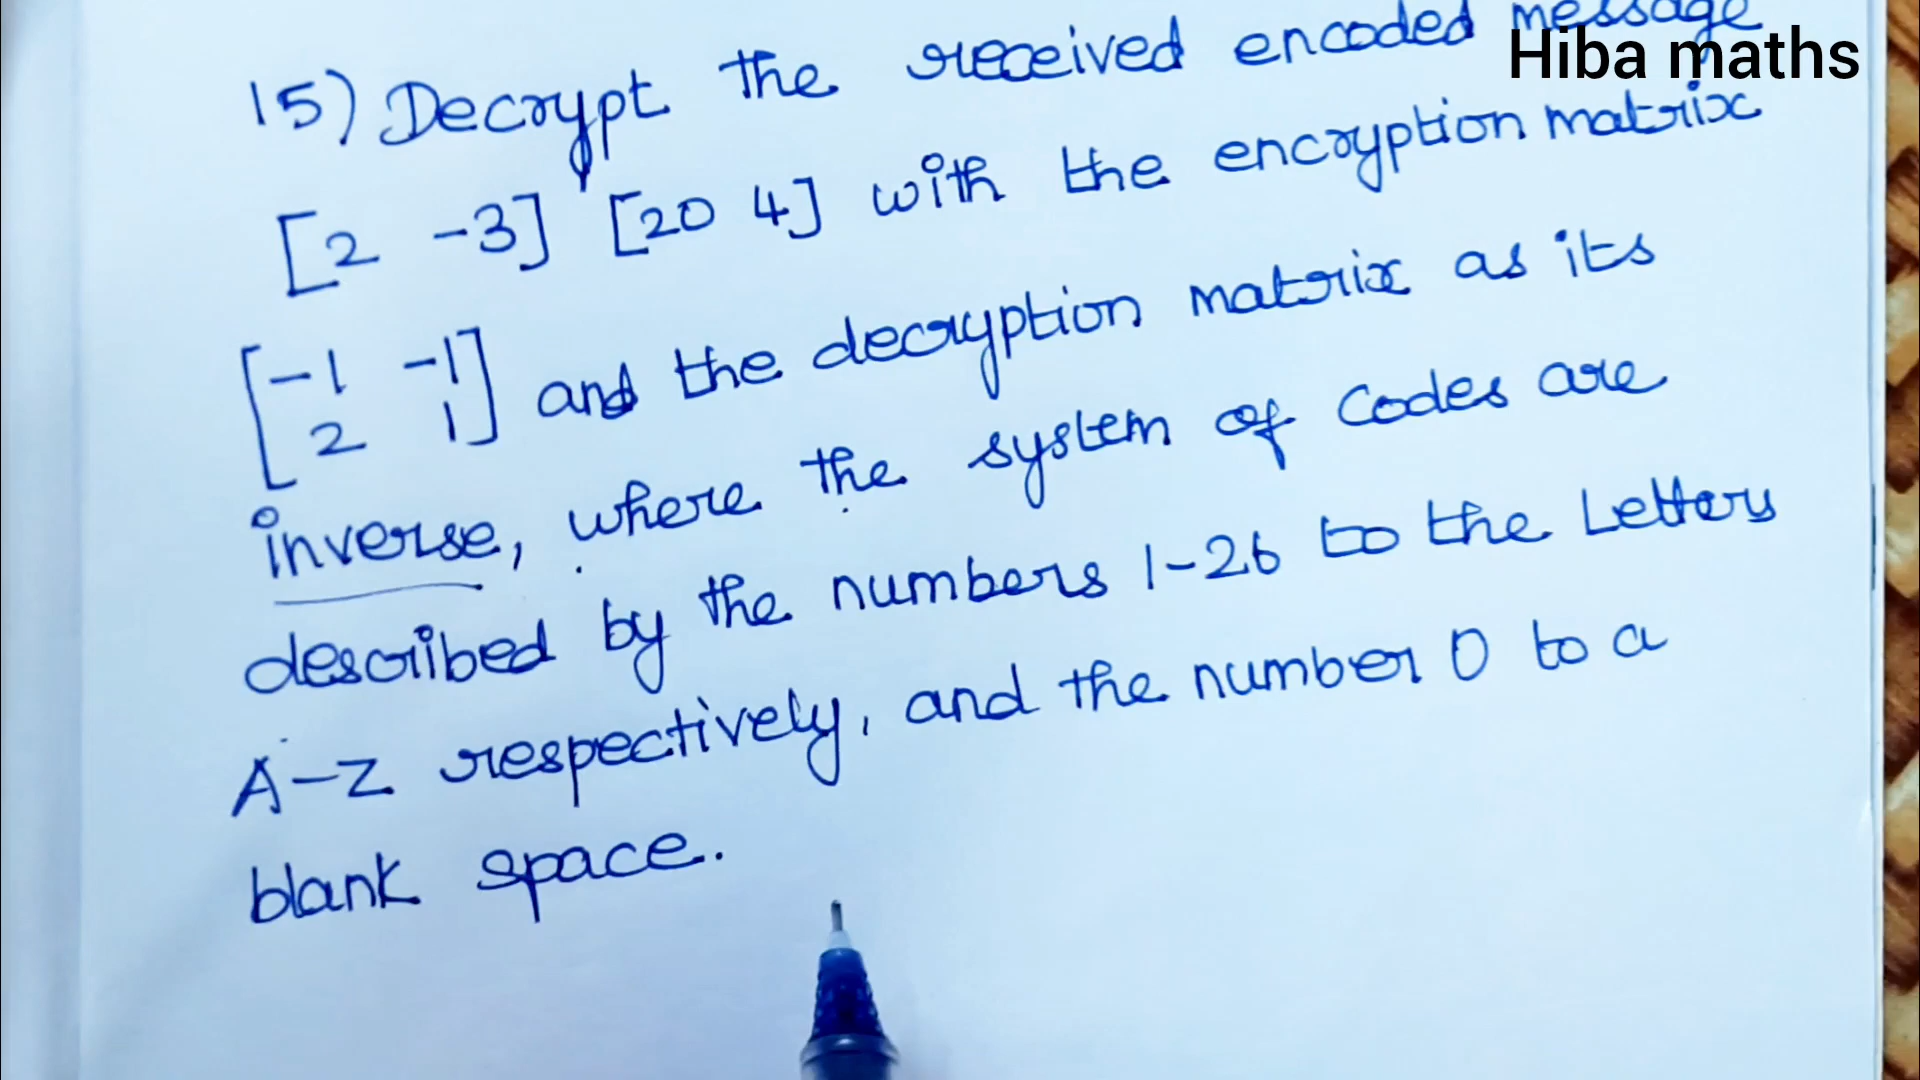 15) Decrypt the received encoded message
Hiba maths
[2 -3] [20 4] with the encryption matrix
[-1 -1
2 1] and the decryption matrix as its
inverse, where the system of codes are
described by the numbers 1-26 to the Letters
A-Z respectively, and the number 0 to a
blank space.